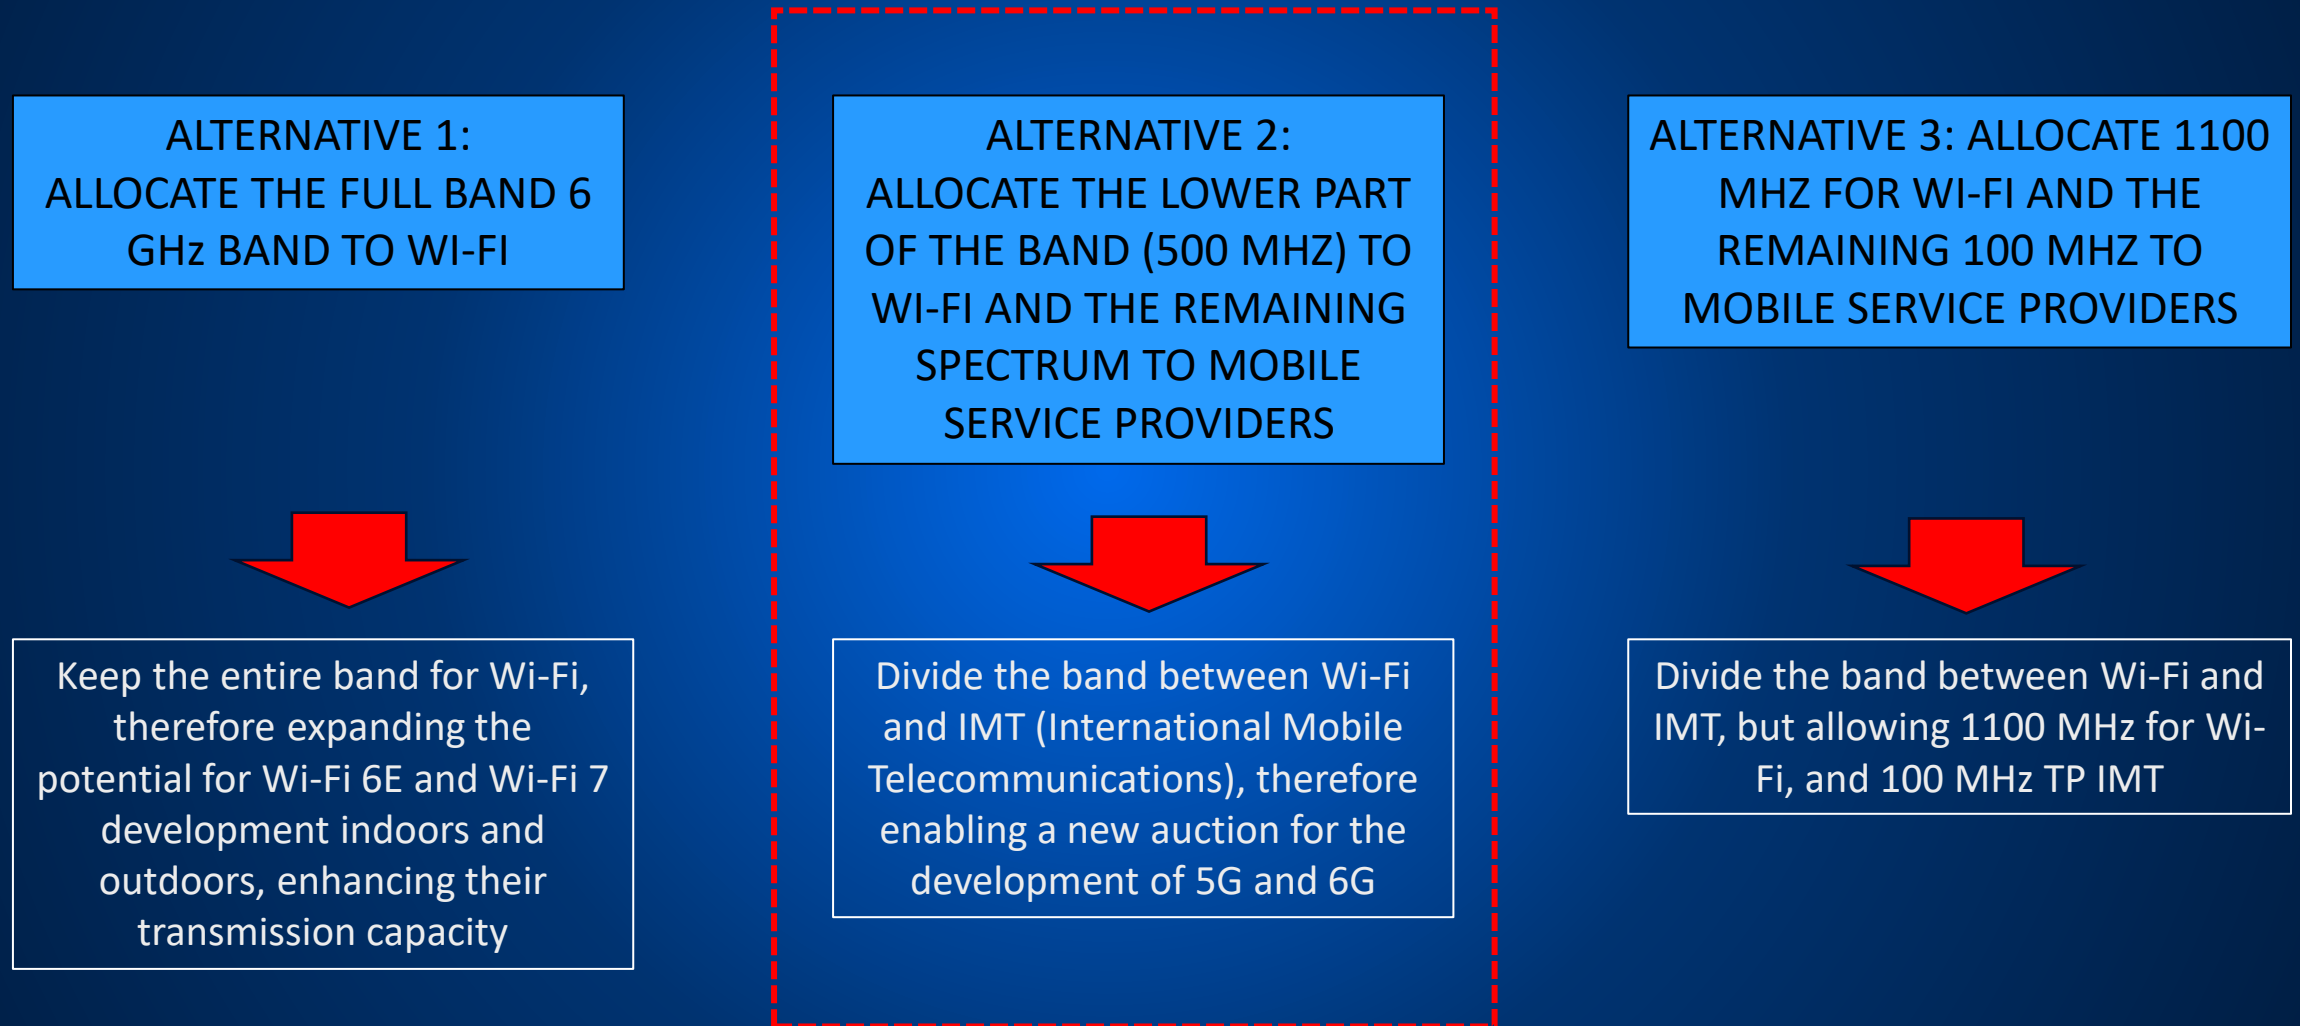 ALTERNATIVE 1:
ALLOCATE THE FULL BAND 6
GHz BAND TO WI-FI
Keep the entire band for Wi-Fi,
therefore expanding the
potential for Wi-Fi 6E and Wi-Fi 7
development indoors and
outdoors, enhancing their
transmission capacity
ALTERNATIVE 2:
ALLOCATE THE LOWER PART
OF THE BAND (500 MHZ) TO
WI-FI AND THE REMAINING
SPECTRUM TO MOBILE
SERVICE PROVIDERS
Divide the band between Wi-Fi
and IMT (International Mobile
Telecommunications), therefore
enabling a new auction for the
development of 5G and 6G
ALTERNATIVE 3: ALLOCATE 1100
MHZ FOR WI-FI AND THE
REMAINING 100 MHZ TO
MOBILE SERVICE PROVIDERS
Divide the band between Wi-Fi and
IMT, but allowing 1100 MHz for Wi-
Fi, and 100 MHz TP IMT